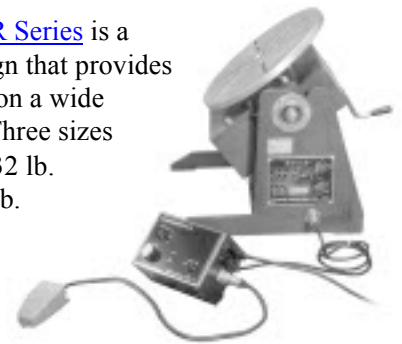 R Series is a
gn that provides
on a wide
Three sizes
32 lb.
b.